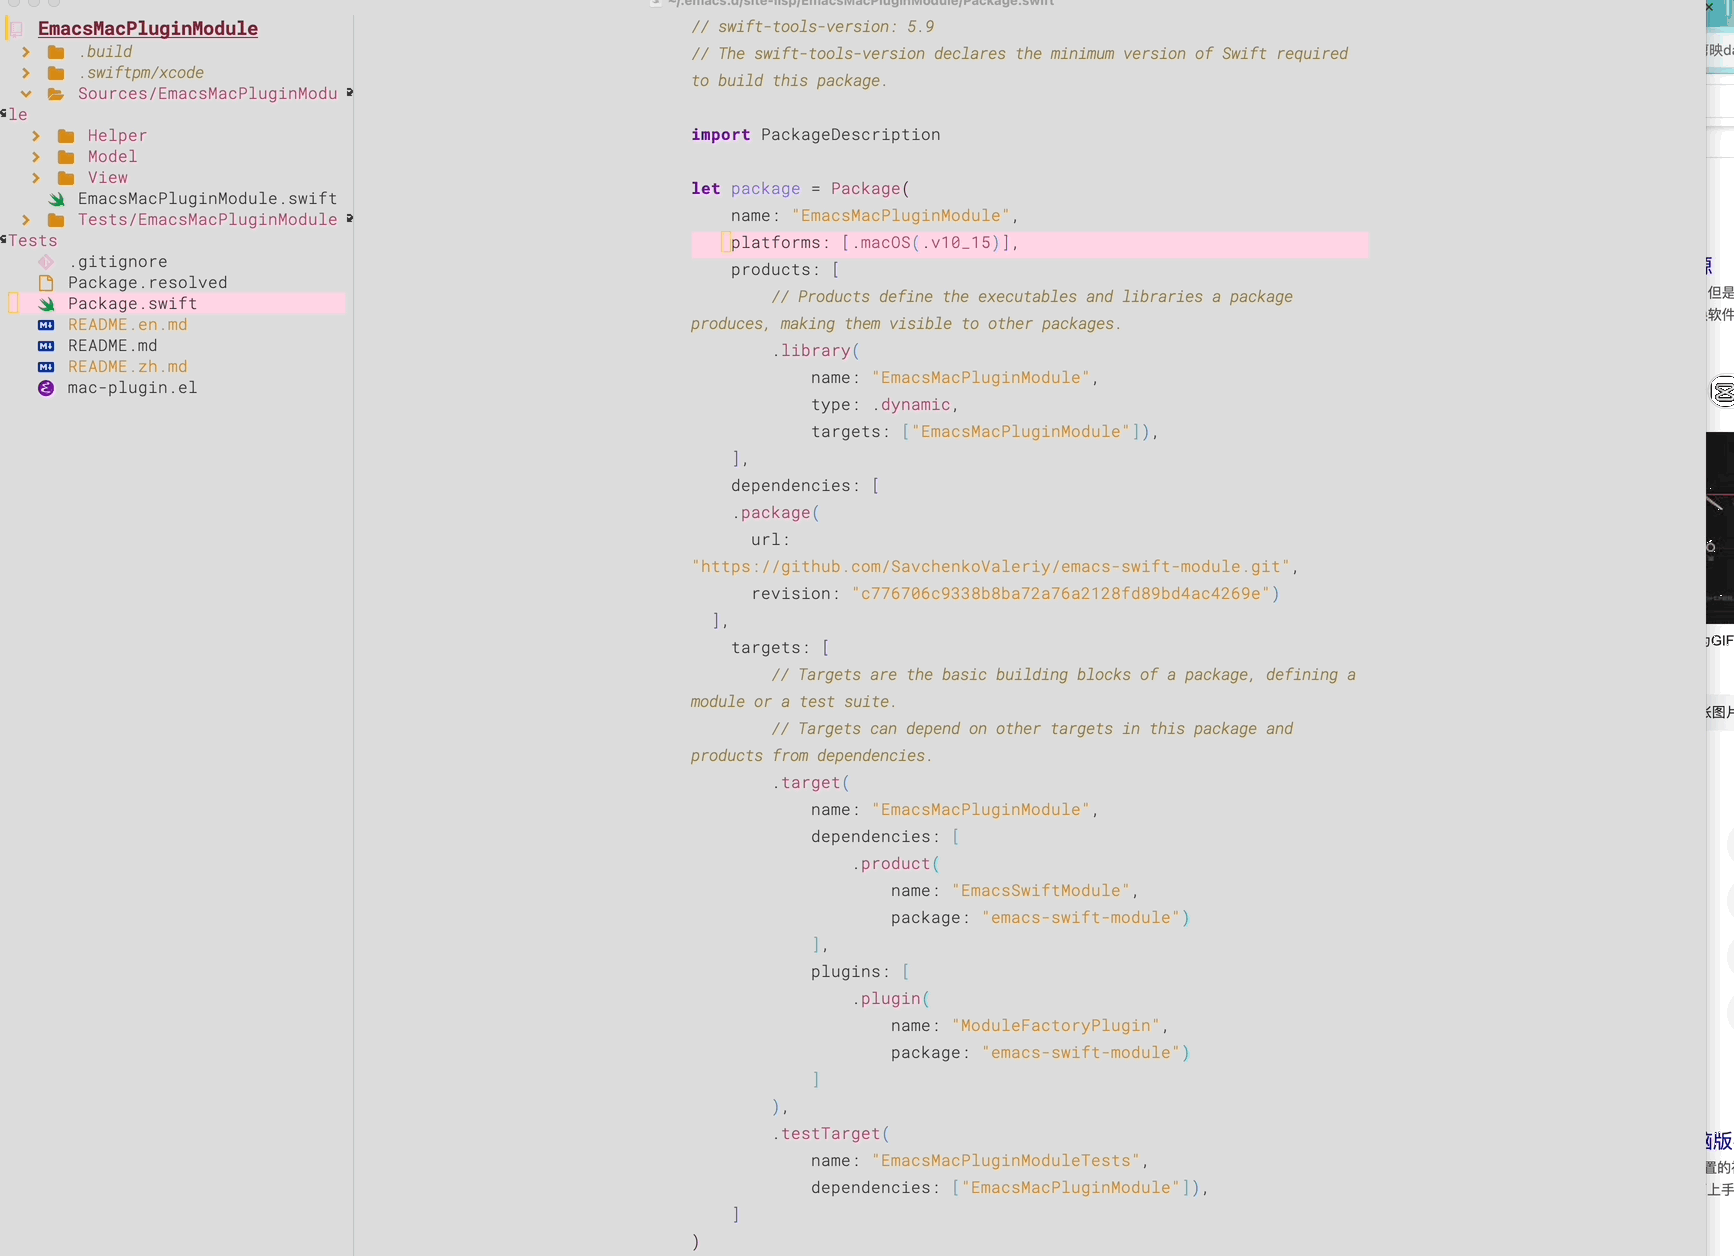 ~/.emacs.d/site-lisp/EmacsMacPluginModule/Package.swift
EmacsMacPluginModule
.build
.swiftpm/xcode
Sources/EmacsMacPluginModu
le
Helper
Model
View
EmacsMacPluginModule.swift
Tests/EmacsMacPluginModule
Tests
.gitignore
Package.resolved
Package.swift
README.en.md
README.md
README.zh.md
mac-plugin.el
// swift-tools-version: 5.9
// The swift-tools-version declares the minimum version of Swift required
to build this package.
import PackageDescription
let package = Package(
name: "EmacsMacPluginModule",
platforms: [.macOS(.v10_15)],
products: [
// Products define the executables and libraries a package
produces, making them visible to other packages.
.library(
name: "EmacsMacPluginModule",
type: .dynamic,
targets: ["EmacsMacPluginModule"]),
],
dependencies: [
.package(
url:
"https://github.com/SavchenkoValeriy/emacs-swift-module.git",
revision: "c776706c9338b8ba72a76a2128fd89bd4ac4269e")
],
targets: [
// Targets are the basic building blocks of a package, defining a
module or a test suite.
// Targets can depend on other targets in this package and
products from dependencies.
.target(
name: "EmacsMacPluginModule",
dependencies: [
.product(
name: "EmacsSwiftModule",
package: "emacs-swift-module")
],
plugins: [
.plugin(
name: "ModuleFactoryPlugin",
package: "emacs-swift-module")
]
),
.testTarget(
name: "EmacsMacPluginModuleTests",
dependencies: ["EmacsMacPluginModule"]),
]
)
映da
源
但是
软件
GIF
张图片
脑版
置的
上手